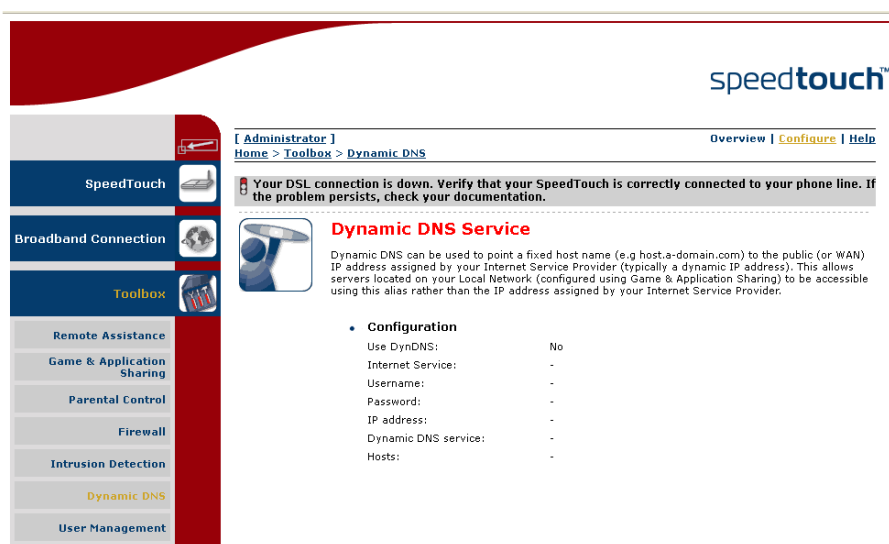 speedtouch™
[ Administrator ]
Overview | Configure | Help
Home > Toolbox > Dynamic DNS
SpeedTouch
Broadband Connection
Toolbox
Remote Assistance
Game & Application
Sharing
Parental Control
Firewall
Intrusion Detection
Dynamic DNS
User Management
Your DSL connection is down. Verify that your SpeedTouch is correctly connected to your phone line. If
the problem persists, check your documentation.
Dynamic DNS Service
Dynamic DNS can be used to point a fixed host name (e.g host.a-domain.com) to the public (or WAN)
IP address assigned by your Internet Service Provider (typically a dynamic IP address). This allows
servers located on your Local Network (configured using Game & Application Sharing) to be accessible
using this alias rather than the IP address assigned by your Internet Service Provider.
• Configuration
Use DynDNS: No
Internet Service: -
Username: -
Password: -
IP address: -
Dynamic DNS service: -
Hosts: -